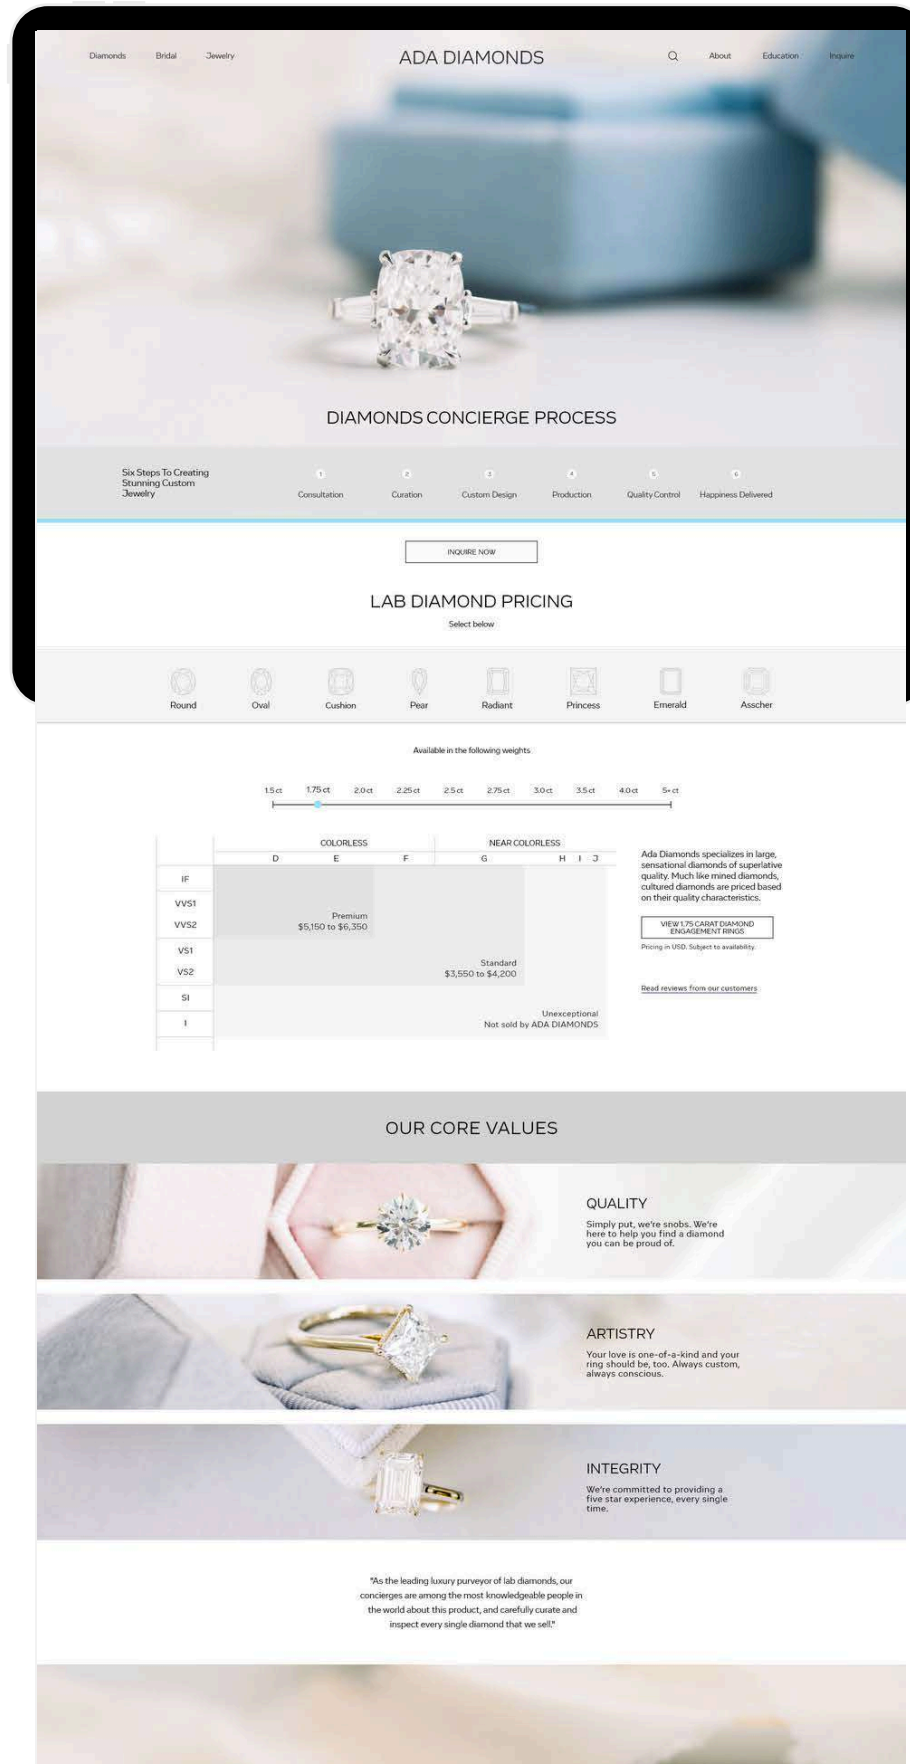 Diamonds Bridal Jewelry ADA DIAMONDS About Education Inquire
DIAMONDS CONCIERGE PROCESS
Six Steps To Creating
Stunning Custom
Jewelry
1 2 3 4 5 6
Consultation Curation Custom Design Production Quality Control Happiness Delivered
INQUIRE NOW
LAB DIAMOND PRICING
Select below
Round Oval Cushion Pear Radiant Princess Emerald Asscher
Available in the following weights
1.5 ct 1.75 ct 2.0 ct 2.25 ct 2.5 ct 2.75 ct 3.0 ct 3.5 ct 4.0 ct 5+ ct
COLORLESS NEAR COLORLESS
D E F G H I J
IF
VVS1
VVS2
VS1
VS2
SI
I
Premium
$5,150 to $6,350
Standard
$3,550 to $4,200
Unexceptional
Not sold by ADA DIAMONDS
Ada Diamonds specializes in large,
sensational diamonds of superlative
quality. Much like mined diamonds,
cultured diamonds are priced based
on their quality characteristics.
VIEW 1.75 CARAT DIAMOND
ENGAGEMENT RINGS
Pricing in USD. Subject to availability.
Read reviews from our customers
OUR CORE VALUES
QUALITY
Simply put, we're snobs. We're
here to help you find a diamond
you can be proud of.
ARTISTRY
Your love is one-of-a-kind and your
ring should be, too. Always custom,
always conscious.
INTEGRITY
We're committed to providing a
five star experience, every single
time.
"As the leading luxury purveyor of lab diamonds, our
concierges are among the most knowledgeable people in
the world about this product, and carefully curate and
inspect every single diamond that we sell."